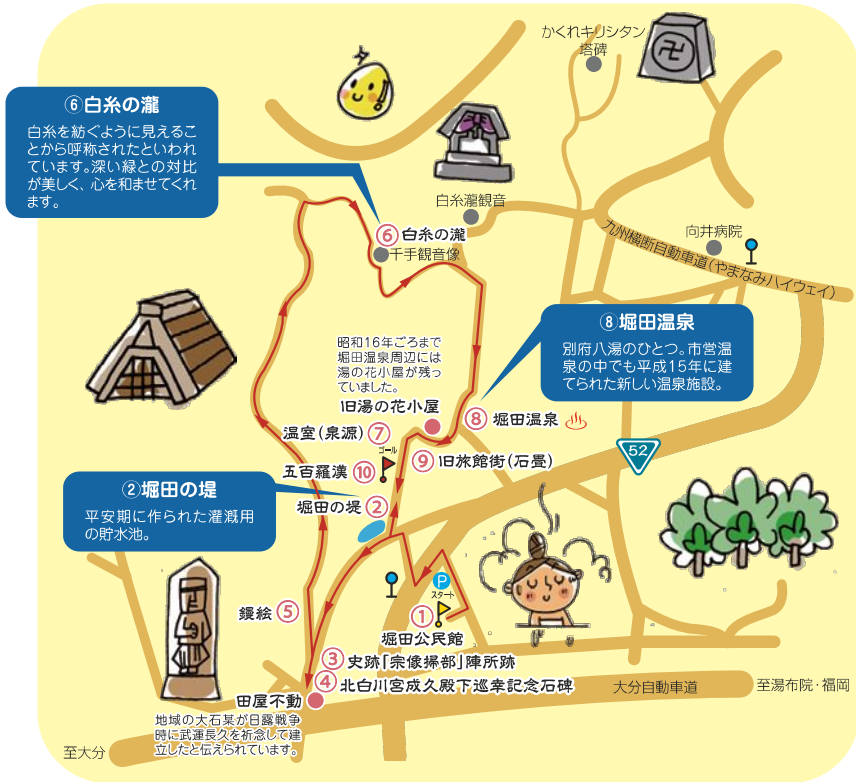 かくれキリシタン
塔碑
⑥白糸の瀧
白糸を紡ぐように見えるこ
とから呼称されたといわれ
ています。深い緑との対比
が美しく、心を和ませてくれ
ます。
白糸瀧観音
⑥ 白糸の瀧
千手観音像
向井病院
九州横断自動車道(やまなみハイウェイ)
⑧堀田温泉
別府八湯のひとつ。市営温
泉の中でも平成15年に建
てられた新しい温泉施設。
昭和16年ごろまで
堀田温泉周辺には
湯の花小屋が残っ
ていました。
旧湯の花小屋
⑧ 堀田温泉
温室(泉源) ⑦
ゴール
五百羅漢 ⑩
⑨ 旧旅館街(石畳)
52
②堀田の堤
平安期に作られた灌漑用
の貯水池。
堀田の堤 ②
P
スタート
①
堀田公民館
鏝絵 ⑤
③ 史跡「宗像掃部」陣所跡
④ 北白川宮成久殿下巡幸記念石碑
田屋不動
地域の大石某が日露戦争
時に武運長久を祈念して建
立したと伝えられています。
大分自動車道
至湯布院・福岡
至大分